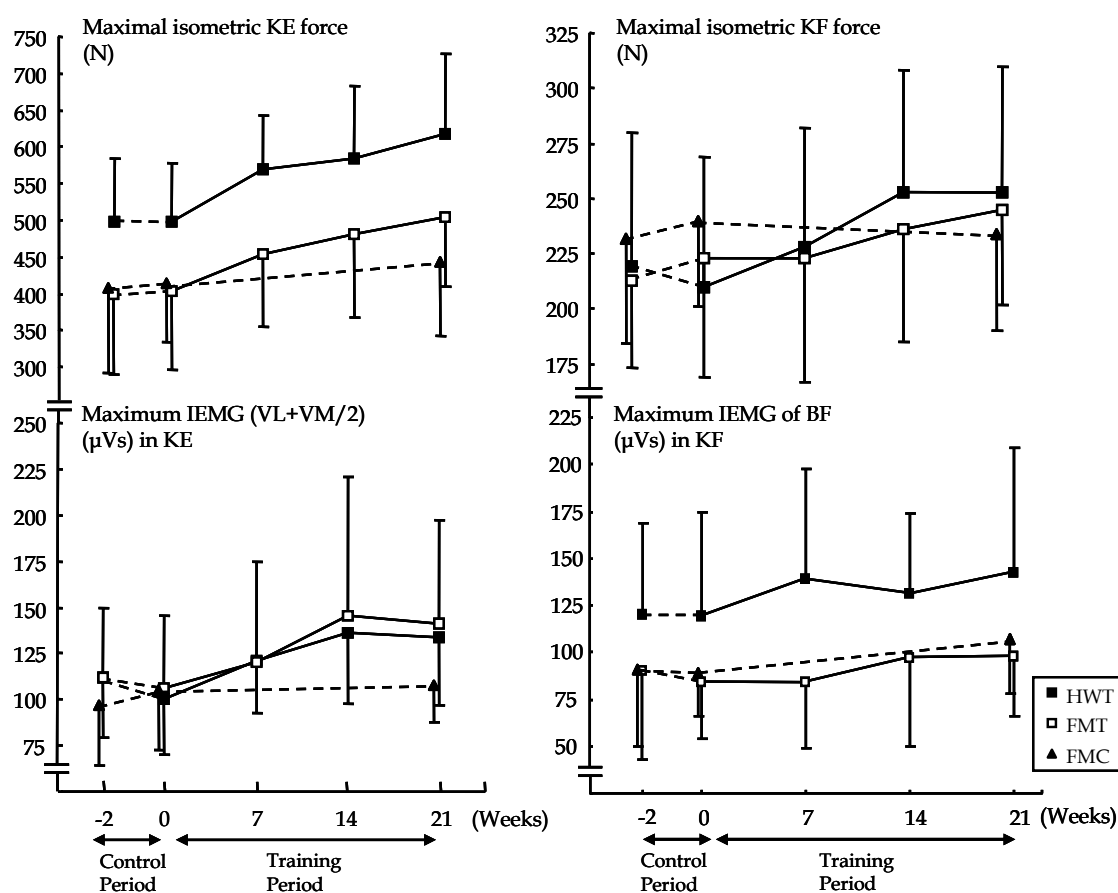 Maximal isometric KE force
(N)
750
700
650
600
550
500
450
400
350
300
Maximal isometric KF force
(N)
325
300
275
250
225
200
175
Maximum IEMG (VL+VM/2)
(µVs) in KE
250
225
200
175
150
125
100
75
-2 0 7 14 21 (Weeks)
Control
Period
Training
Period
Maximum IEMG of BF
(µVs) in KF
225
200
175
150
125
100
75
50
-2 0 7 14 21 (Weeks)
Control
Period
Training
Period
HWT
FMT
FMC